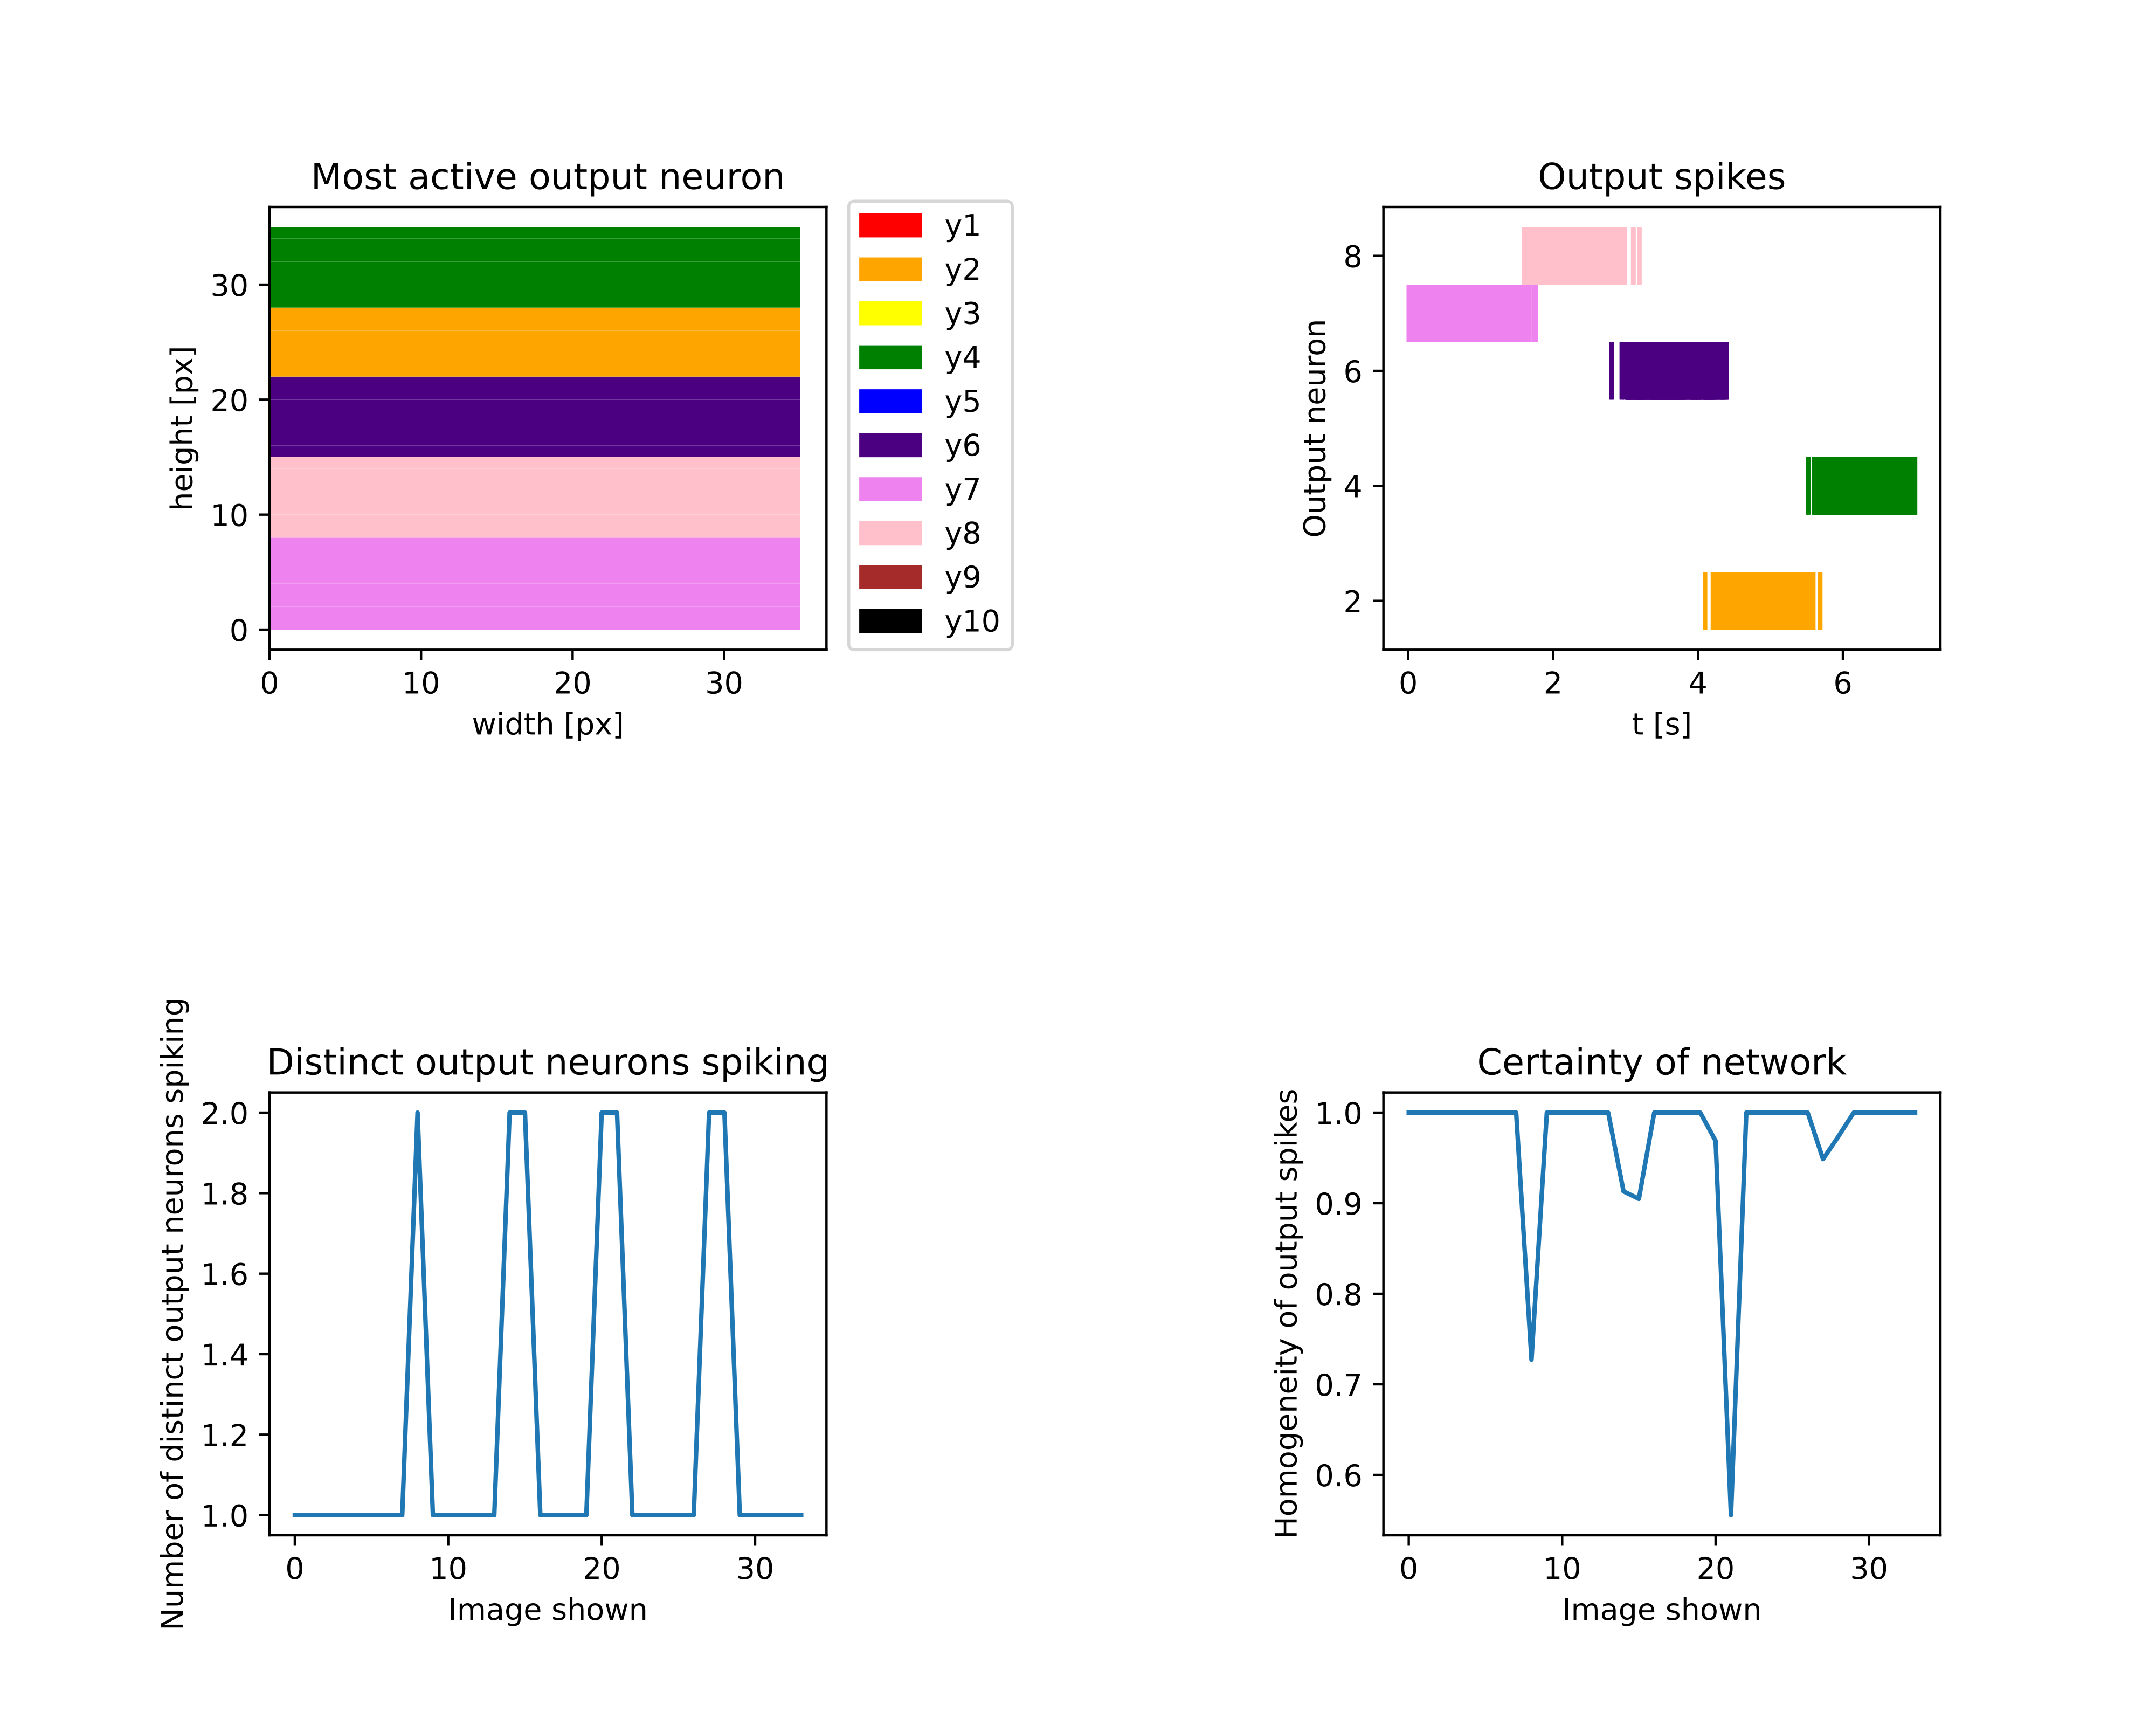 Most active output neuron
height [px]
30
20
10
0
0 10 20 30
width [px]
y1
y2
y3
y4
y5
y6
y7
y8
y9
y10
Output spikes
Output neuron
8
6
4
2
0 2 4 6
t [s]
Distinct output neurons spiking
Number of distinct output neurons spiking
2.0
1.8
1.6
1.4
1.2
1.0
0 10 20 30
Image shown
Certainty of network
Homogeneity of output spikes
1.0
0.9
0.8
0.7
0.6
0 10 20 30
Image shown